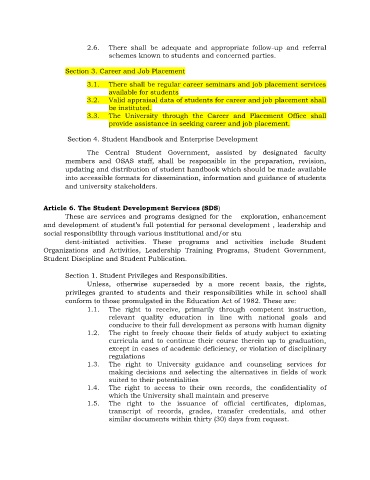 2.6. There shall be adequate and appropriate follow-up and referral
schemes known to students and concerned parties.
Section 3. Career and Job Placement
3.1. There shall be regular career seminars and job placement services
available for students
3.2. Valid appraisal data of students for career and job placement shall
be instituted.
3.3. The University through the Career and Placement Office shall
provide assistance in seeking career and job placement.
Section 4. Student Handbook and Enterprise Development
The Central Student Government, assisted by designated faculty
members and OSAS staff, shall be responsible in the preparation, revision,
updating and distribution of student handbook which should be made available
into accessible formats for dissemination, information and guidance of students
and university stakeholders.
Article 6. The Student Development Services (SDS)
These are services and programs designed for the exploration, enhancement
and development of student's full potential for personal development , leadership and
social responsibility through various institutional and/or stu
dent-initiated activities. These programs and activities include Student
Organizations and Activities, Leadership Training Programs, Student Government,
Student Discipline and Student Publication.
Section 1. Student Privileges and Responsibilities.
Unless, otherwise superseded by a more recent basis, the rights,
privileges granted to students and their responsibilities while in school shall
conform to those promulgated in the Education Act of 1982. These are:
1.1. The right to receive, primarily through competent instruction,
relevant quality education in line with national goals and
conducive to their full development as persons with human dignity
1.2. The right to freely choose their fields of study subject to existing
curricula and to continue their course therein up to graduation,
except in cases of academic deficiency, or violation of disciplinary
regulations
1.3. The right to University guidance and counseling services for
making decisions and selecting the alternatives in fields of work
suited to their potentialities
1.4. The right to access to their own records, the confidentiality of
which the University shall maintain and preserve
1.5. The right to the issuance of official certificates, diplomas,
transcript of records, grades, transfer credentials, and other
similar documents within thirty (30) days from request.